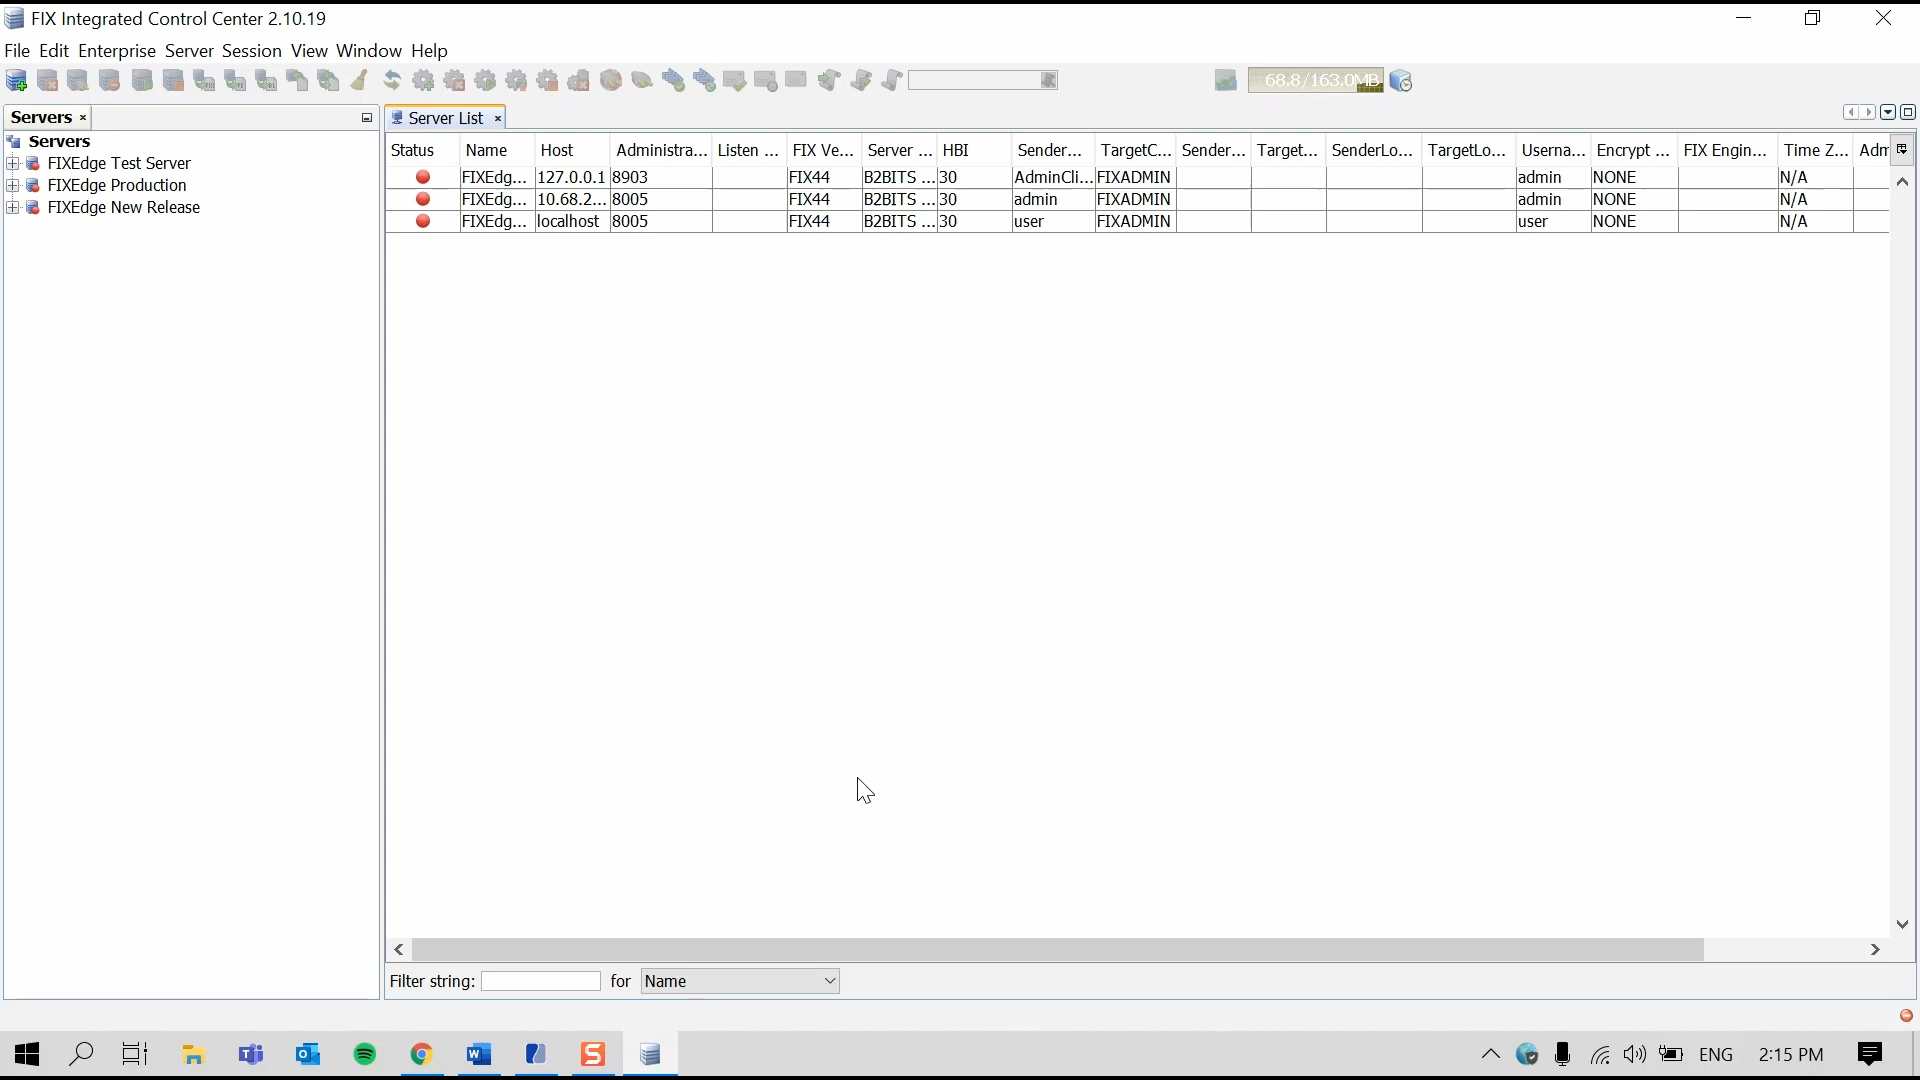 FIX Integrated Control Center 2.10.19
File Edit Enterprise Server Session View Window Help
68.8/163.0MB
Servers
Servers
FIXEdge Test Server
FIXEdge Production
FIXEdge New Release
Server List
Status Name Host Administra... Listen ... FIX Ve... Server ... HBI Sender... TargetC... Sender... Target... SenderLo... TargetLo... Userna... Encrypt ... FIX Engin... Time Z... Adm
FIXEdg... 127.0.0.1 8903 FIX44 B2BITS ... 30 AdminCli... FIXADMIN admin NONE N/A
FIXEdg... 10.68.2... 8005 FIX44 B2BITS ... 30 admin FIXADMIN admin NONE N/A
FIXEdg... localhost 8005 FIX44 B2BITS ... 30 user FIXADMIN user NONE N/A
Filter string: for Name
ENG 2:15 PM